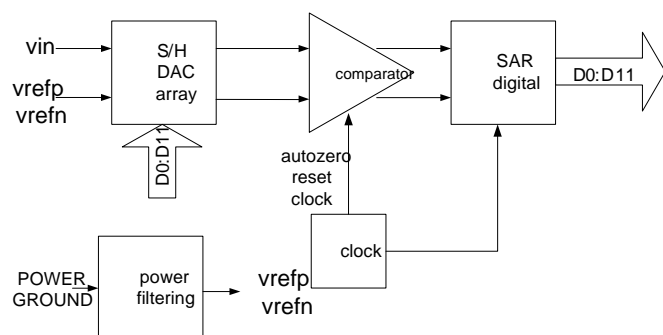 vin
vrefp
vrefn
S/H
DAC
array
D0:D11
comparator
autozero
reset
clock
SAR
digital
D0:D11
clock
POWER
GROUND
power
filtering
vrefp
vrefn